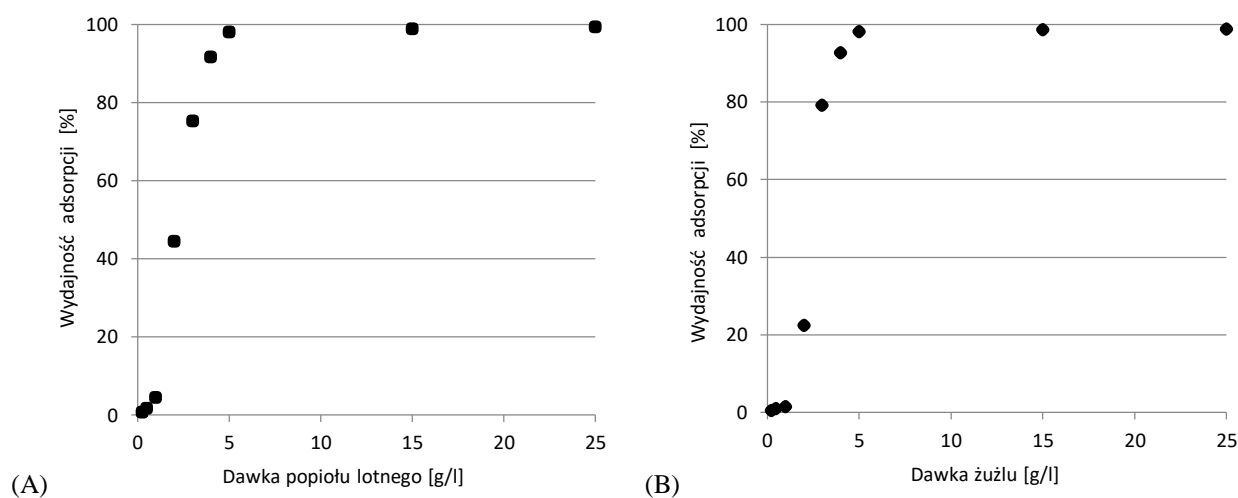 100
80
60
40
20
0
Wydajność adsorpcji [%]
0 5 10 15 20 25
Dawka popiołu lotnego [g/l]
(A)
100
80
60
40
20
0
Wydajność adsorpcji [%]
0 5 10 15 20 25
Dawka żużlu [g/l]
(B)